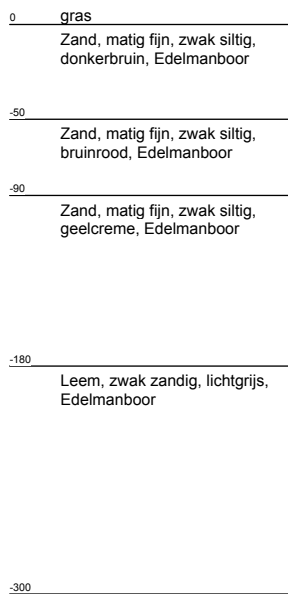 0 gras
Zand, matig fijn, zwak siltig,
donkerbruin, Edelmanboor
-50
Zand, matig fijn, zwak siltig,
bruinrood, Edelmanboor
-90
Zand, matig fijn, zwak siltig,
geelcreme, Edelmanboor
-180
Leem, zwak zandig, lichtgrijs,
Edelmanboor
-300